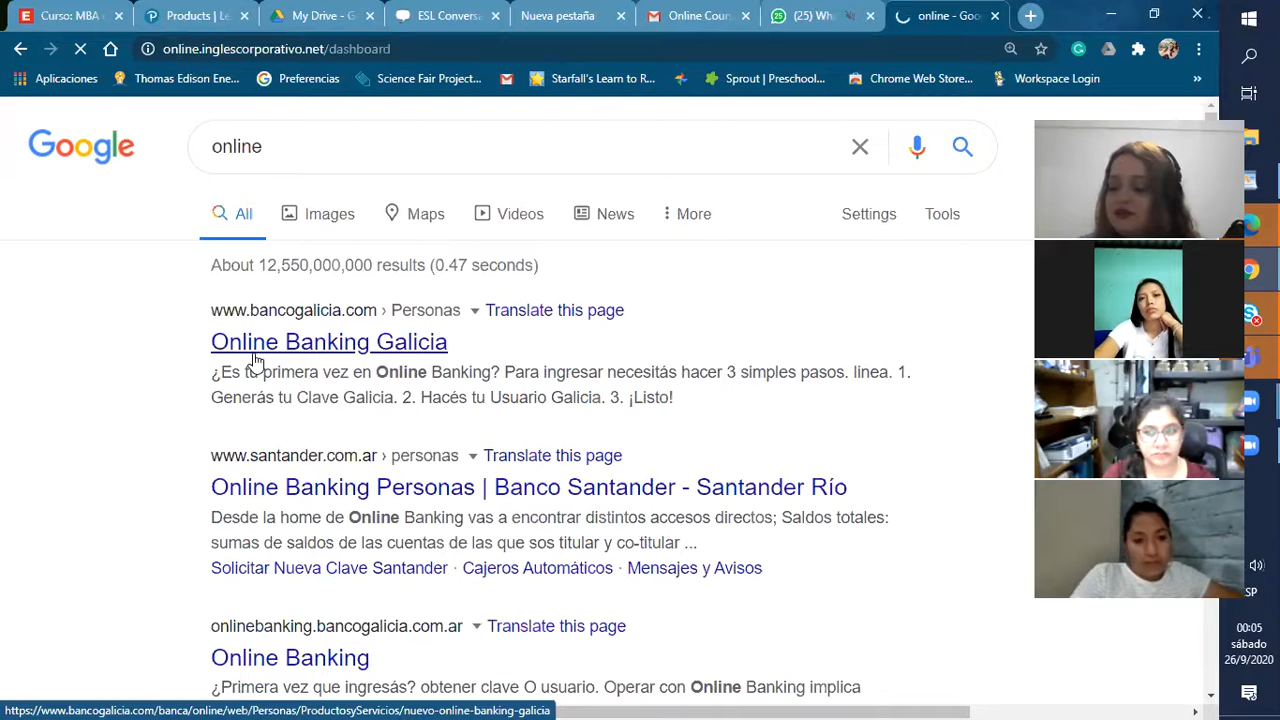 Curso: MBA
Products | Le
My Drive - G
ESL Convers
Nueva pestaña
Gmail Online Cour
(25) Wh
online - Goo
online.inglescorporativo.net/dashboard
Aplicaciones
Thomas Edison Ene...
Preferencias
Science Fair Project...
Starfall's Learn to R...
Sprout | Preschool...
Chrome Web Store...
Workspace Login
»
Google
online
All
Images
Maps
Videos
News
More
Settings
Tools
About 12,550,000,000 results (0.47 seconds)
www.bancogalicia.com › Personas Translate this page
Online Banking Galicia
¿Es tu primera vez en Online Banking? Para ingresar necesitás hacer 3 simples pasos. linea. 1.
Generás tu Clave Galicia. 2. Hacés tu Usuario Galicia. 3. ¡Listo!
www.santander.com.ar › personas Translate this page
Online Banking Personas | Banco Santander - Santander Río
Desde la home de Online Banking vas a encontrar distintos accesos directos; Saldos totales:
sumas de saldos de las cuentas de las que sos titular y co-titular ...
Solicitar Nueva Clave Santander · Cajeros Automáticos · Mensajes y Avisos
onlinebanking.bancogalicia.com.ar Translate this page
Online Banking
¿Primera vez que ingresás? obtener clave O usuario. Operar con Online Banking implica
https://www.bancogalicia.com/banca/online/web/Personas/ProductosyServicios/nuevo-online-banking-galicia
00:05
sábado
26/9/2020